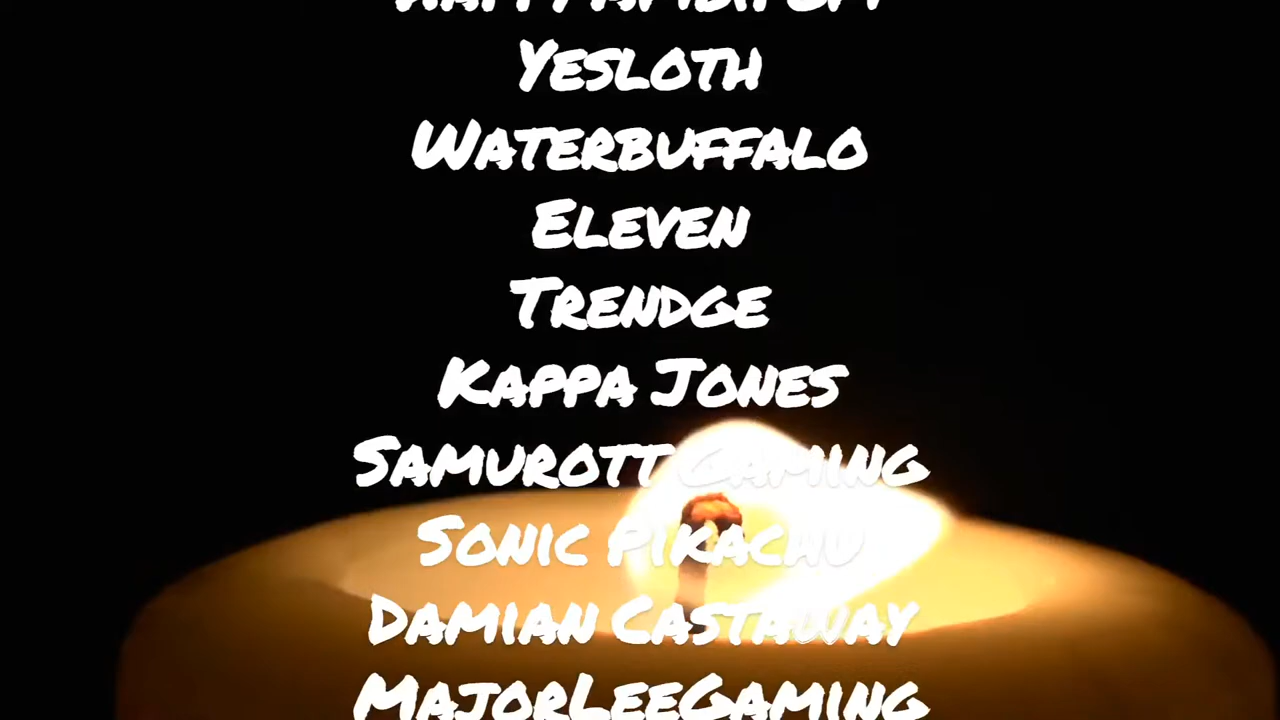 Yesloth
Waterbuffalo
Eleven
Trendge
Kappa Jones
Samurott Gaming
Sonic Pikachu
Damian Castaway
MajorLeeGaming